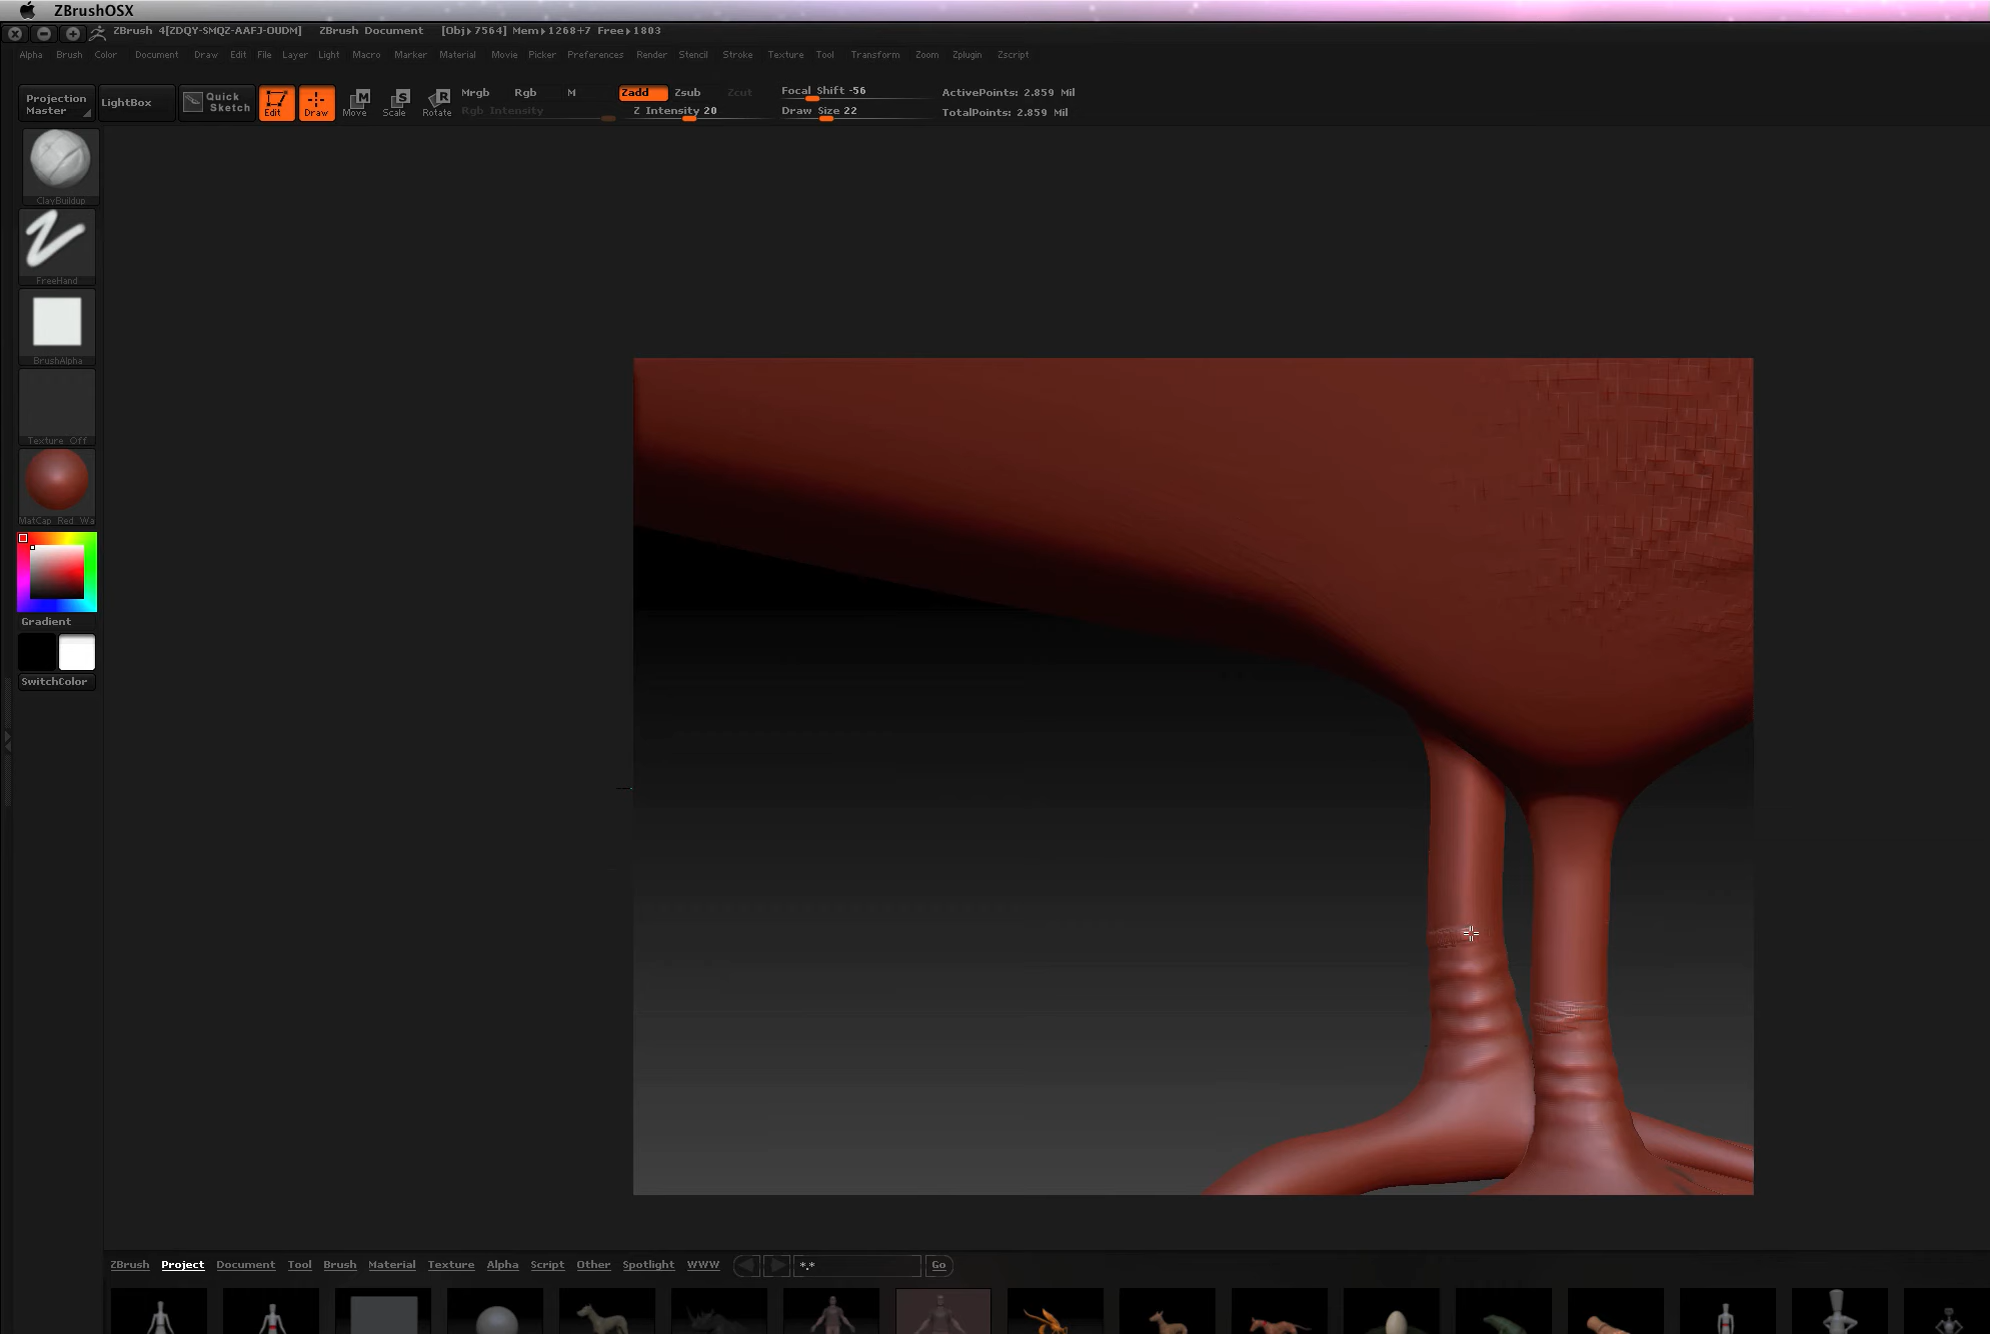 ZBrushOSX
ZBrush 4[ZDQY-SMQZ-AAFJ-OUDM] ZBrush Document [Obj▸7564] Mem▸1268+7 Free▸1803
Alpha Brush Color Document Draw Edit File Layer Light Macro Marker Material Movie Picker Preferences Render Stencil Stroke Texture Tool Transform Zoom Zplugin Zscript
Projection Master
LightBox
Quick Sketch
Edit
Draw
Move
Scale
Rotate
Mrgb Rgb M
Rgb Intensity
Zadd Zsub Zcut
Z Intensity 20
Focal Shift -56
Draw Size 22
ActivePoints: 2.859 Mil
TotalPoints: 2.859 Mil
ClayBuildup
FreeHand
BrushAlpha
Texture Off
MatCap Red Wa
Gradient
SwitchColor
ZBrush Project Document Tool Brush Material Texture Alpha Script Other Spotlight WWW *.* Go